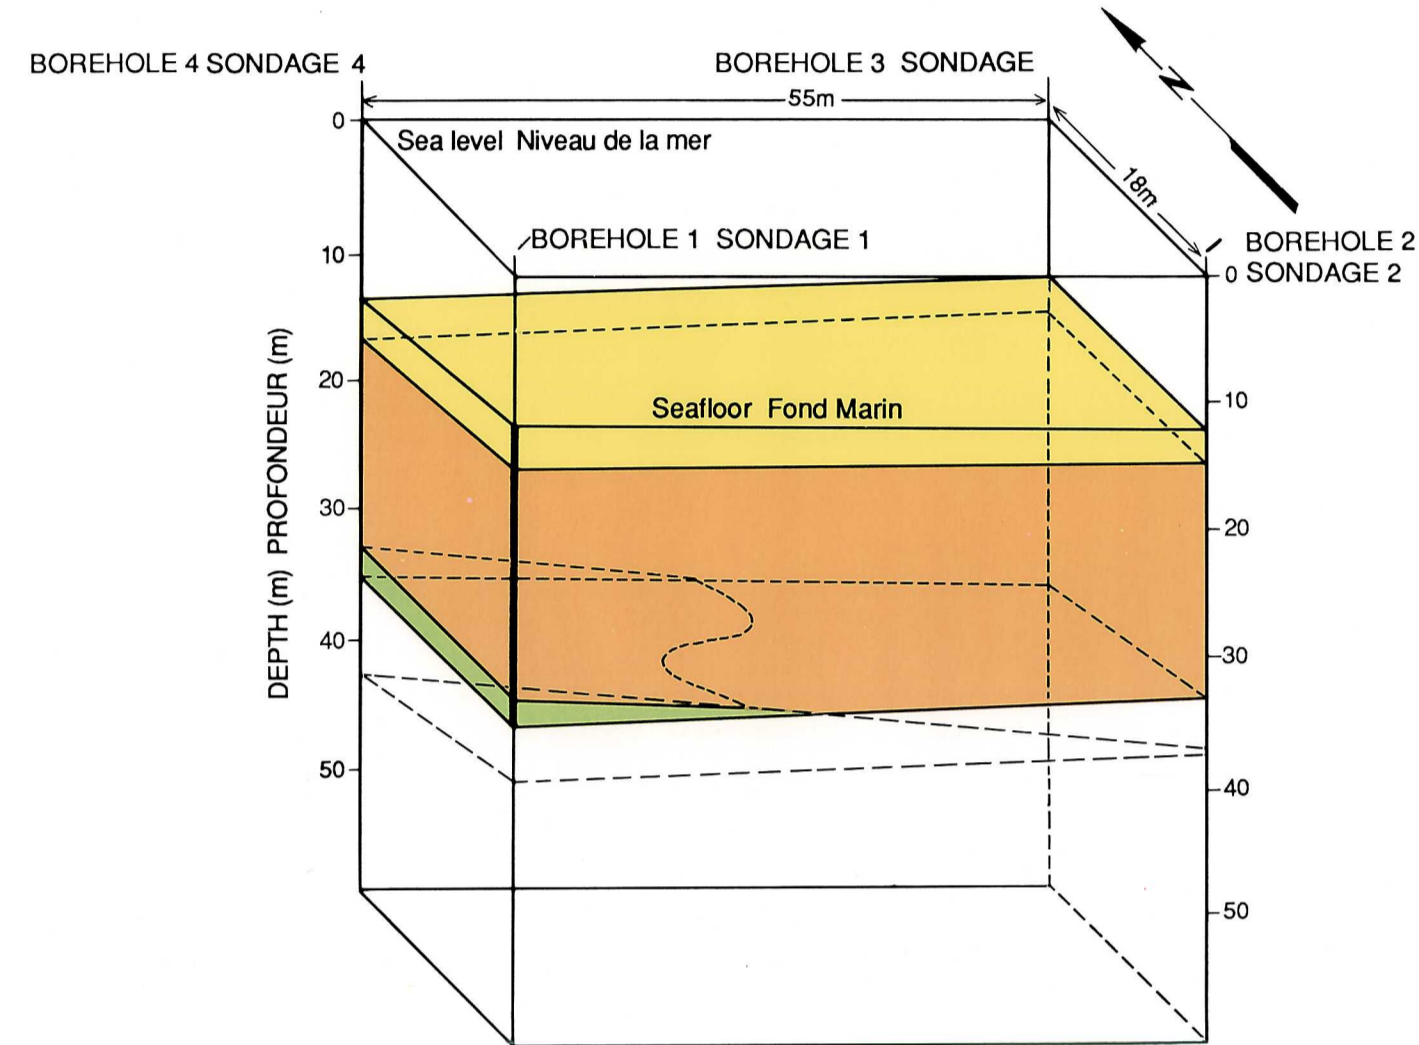 BOREHOLE 4 SONDAGE 4
BOREHOLE 3 SONDAGE
N
55m
0
Sea level Niveau de la mer
18m
BOREHOLE 1 SONDAGE 1
BOREHOLE 2
0 SONDAGE 2
10
20
30
40
50
DEPTH (m) PROFONDEUR (m)
Seafloor Fond Marin
10
20
30
40
50